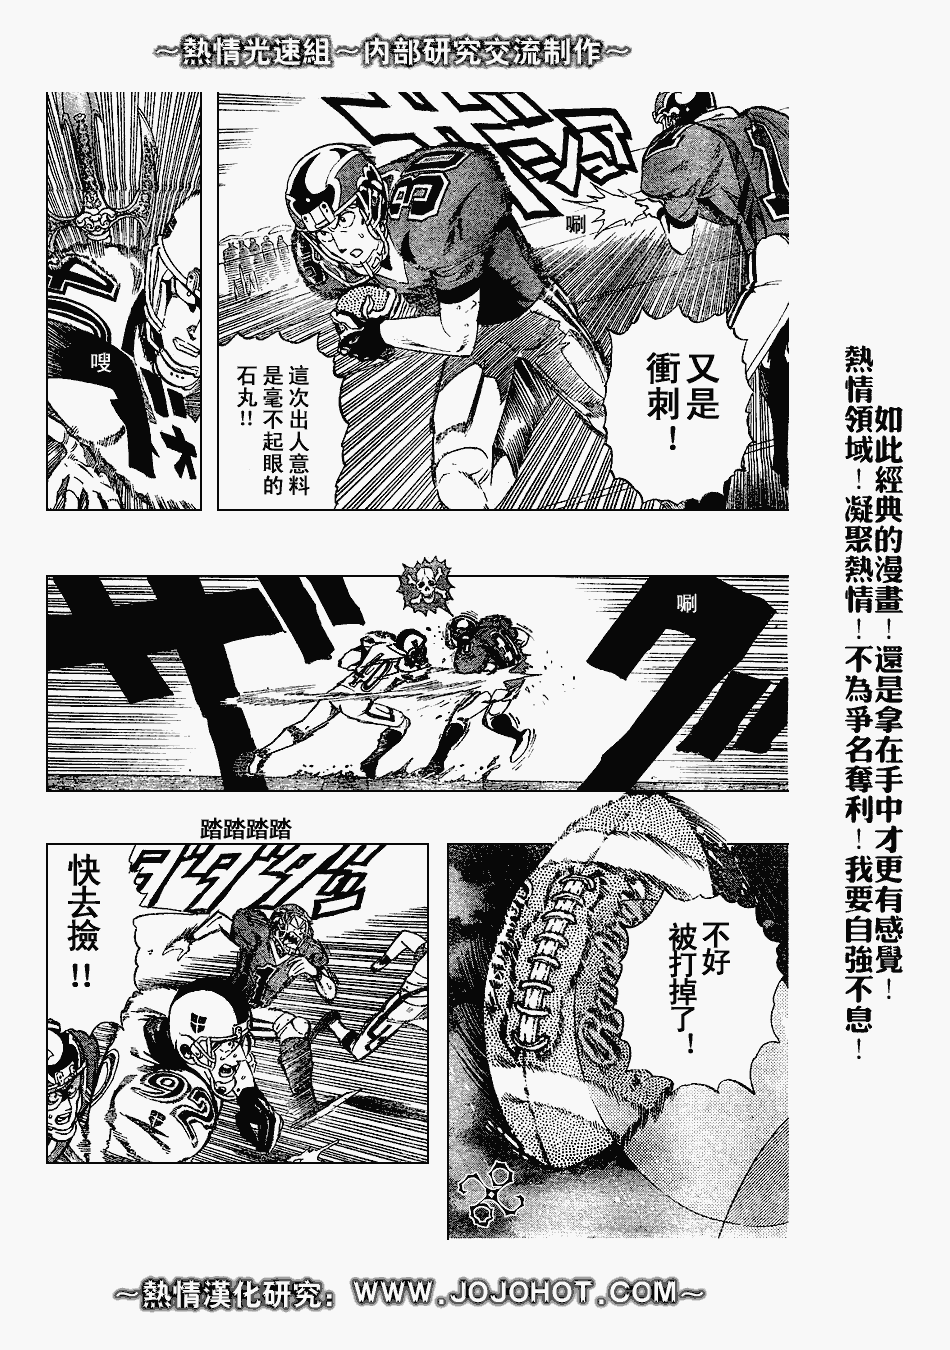 ～熱情光速組～内部研究交流制作～
唰
又是
衝刺！
這次出人意料
是毫不起眼的
石丸!!
嗖
唰
不好
被打掉了！
踏踏踏踏
快去撿!!
如此經典的漫畫！還是拿在手中才更有感覺！
熱情領域！凝聚熱情！不為爭名奪利！我要自強不息！
～熱情漢化研究：WWW.JOJOHOT.COM～